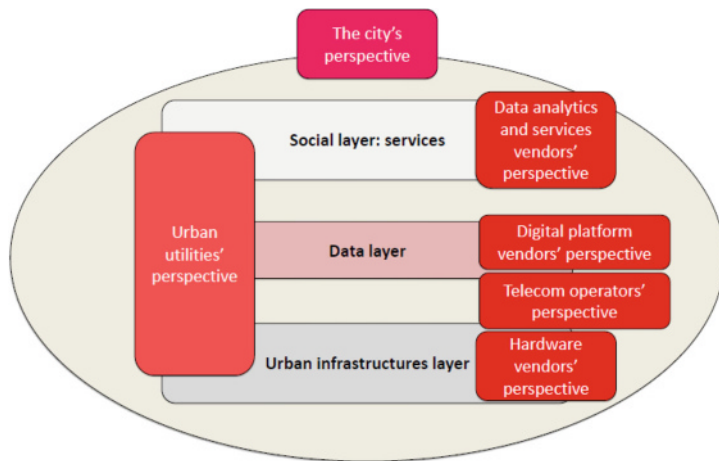 The city's
perspective
Social layer: services
Data analytics
and services
vendors'
perspective
Urban
utilities'
perspective
Data layer
Digital platform
vendors' perspective
Telecom operators'
perspective
Urban infrastructures layer
Hardware
vendors'
perspective